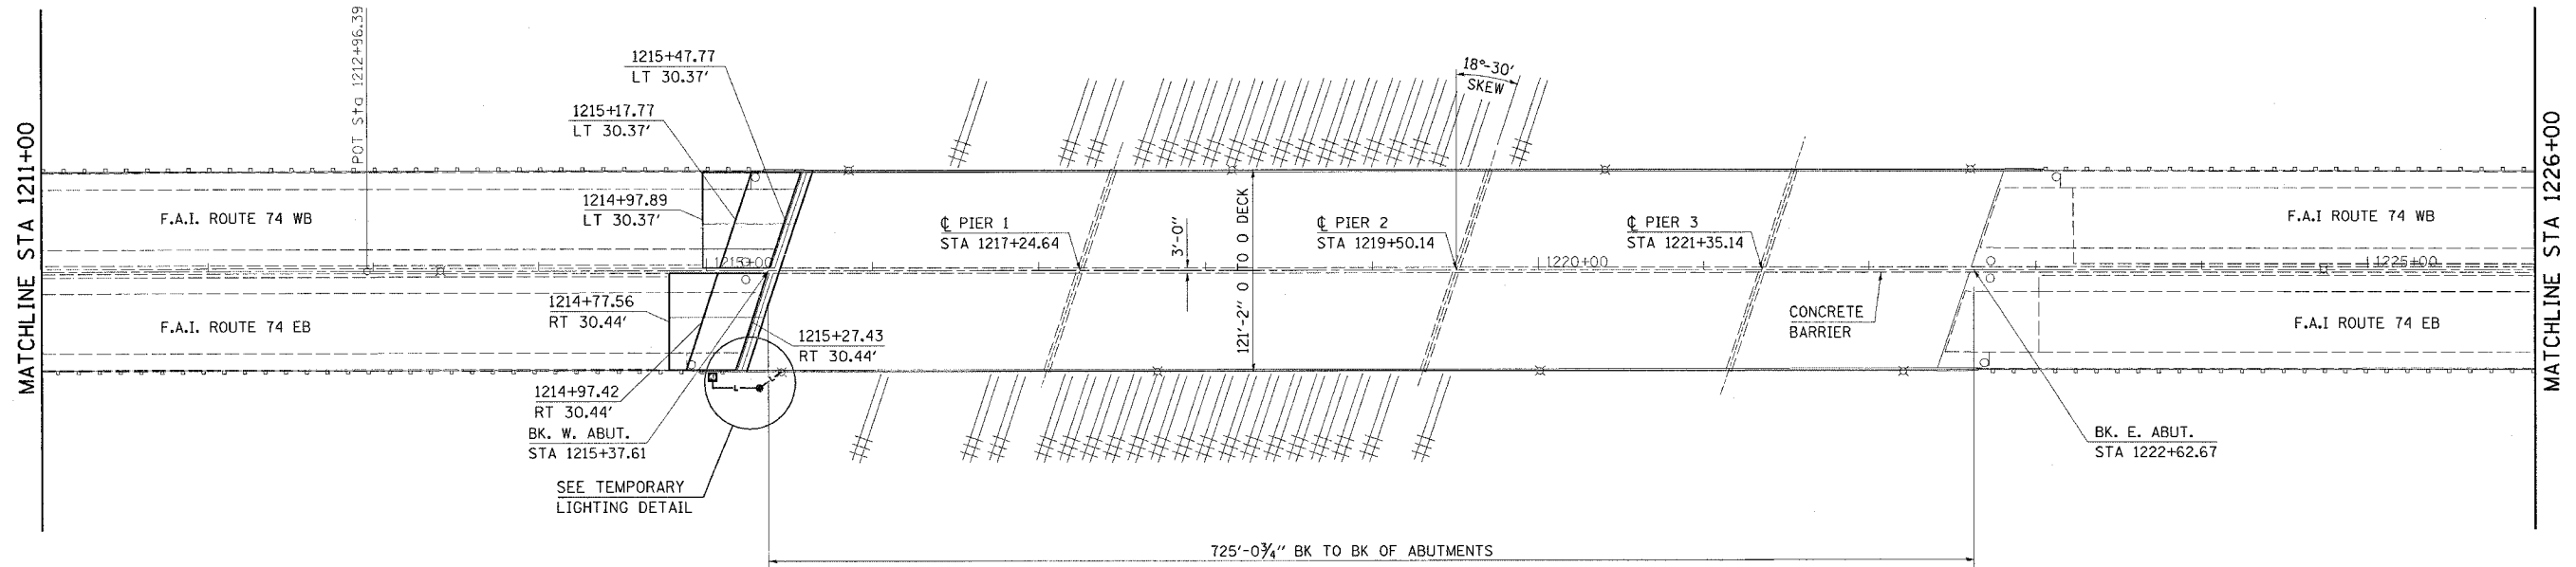 MATCHLINE STA 1211+00
POT Sta 1212+96.39
1215+47.77
LT 30.37'
1215+17.77
LT 30.37'
1214+97.89
LT 30.37'
18°-30'
SKEW
F.A.I. ROUTE 74 WB
F.A.I. ROUTE 74 EB
1215+00
℄ PIER 1
STA 1217+24.64
3'-0"
121'-2" O TO O DECK
℄ PIER 2
STA 1219+50.14
℄ PIER 3
STA 1221+35.14
1220+00
F.A.I ROUTE 74 WB
1225+00
F.A.I ROUTE 74 EB
CONCRETE
BARRIER
1214+77.56
RT 30.44'
1215+27.43
RT 30.44'
1214+97.42
RT 30.44'
BK. W. ABUT.
STA 1215+37.61
SEE TEMPORARY
LIGHTING DETAIL
L
L
BK. E. ABUT.
STA 1222+62.67
725'-0¾" BK TO BK OF ABUTMENTS
MATCHLINE STA 1226+00